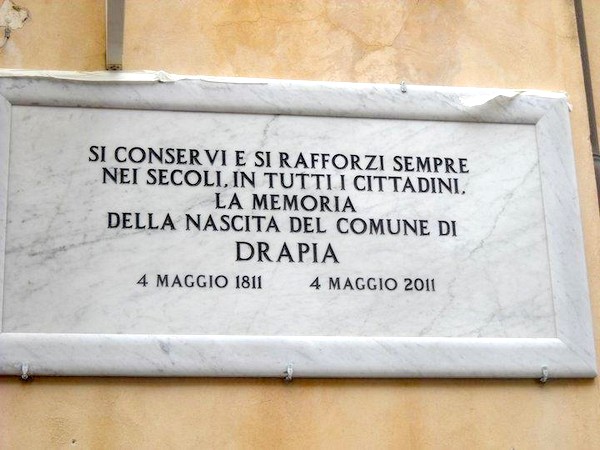 SI CONSERVI E SI RAFFORZI SEMPRE
NEI SECOLI, IN TUTTI I CITTADINI,
LA MEMORIA
DELLA NASCITA DEL COMUNE DI
DRAPIA
4 MAGGIO 1811 4 MAGGIO 2011